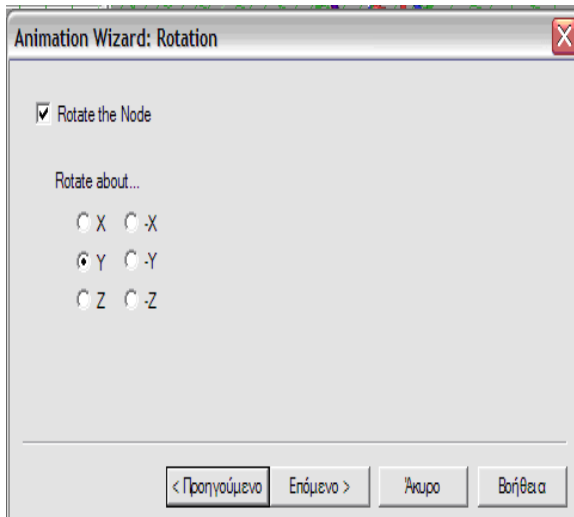 Animation Wizard: Rotation
Rotate the Node
Rotate about...
X -X
Y -Y
Z -Z
< Προηγούμενο Επόμενο > Άκυρο Βοήθεια